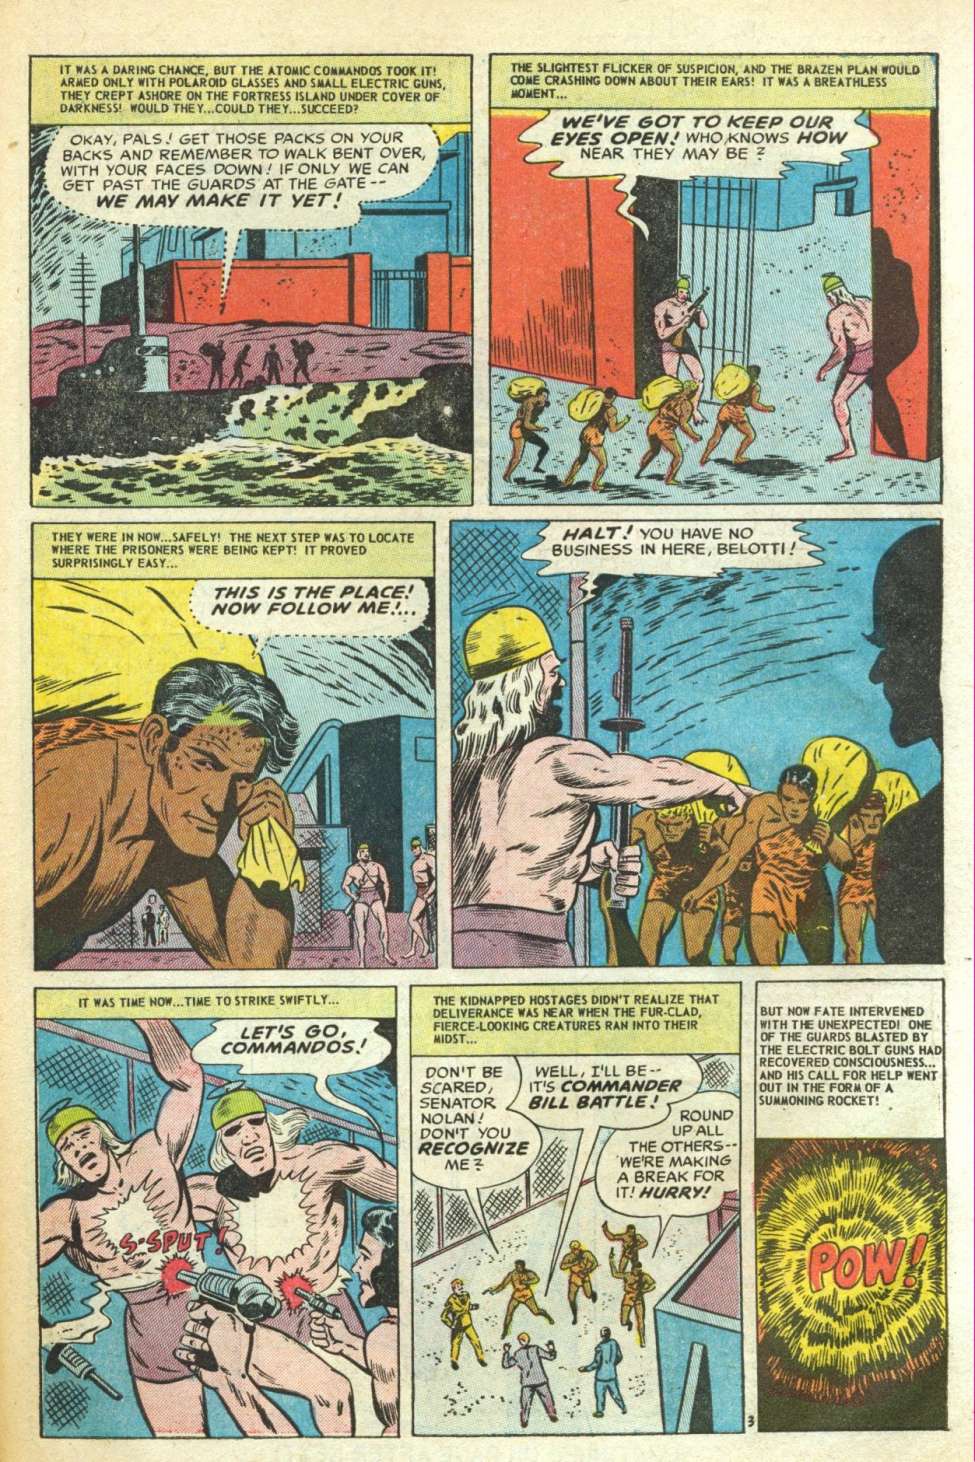 IT WAS A DARING CHANCE, BUT THE ATOMIC COMMANDOS TOOK IT!
ARMED ONLY WITH POLAROID GLASSES AND SMALL ELECTRIC GUNS,
THEY CREPT ASHORE ON THE FORTRESS ISLAND UNDER COVER OF
DARKNESS! WOULD THEY...COULD THEY...SUCCEED?
OKAY, PALS! GET THOSE PACKS ON YOUR
BACKS AND REMEMBER TO WALK BENT OVER,
WITH YOUR FACES DOWN! IF ONLY WE CAN
GET PAST THE GUARDS AT THE GATE--
WE MAY MAKE IT YET!
THE SLIGHTEST FLICKER OF SUSPICION, AND THE BRAZEN PLAN WOULD
COME CRASHING DOWN ABOUT THEIR EARS! IT WAS A BREATHLESS
MOMENT...
WE'VE GOT TO KEEP OUR
EYES OPEN! WHO KNOWS HOW
NEAR THEY MAY BE?
THEY WERE IN NOW...SAFELY! THE NEXT STEP WAS TO LOCATE
WHERE THE PRISONERS WERE BEING KEPT! IT PROVED
SURPRISINGLY EASY...
THIS IS THE PLACE!
NOW FOLLOW ME!...
HALT! YOU HAVE NO
BUSINESS IN HERE, BELOTTI!
IT WAS TIME NOW...TIME TO STRIKE SWIFTLY...
LET'S GO,
COMMANDOS!
S-SPUT!
THE KIDNAPPED HOSTAGES DIDN'T REALIZE THAT
DELIVERANCE WAS NEAR WHEN THE FUR-CLAD,
FIERCE-LOOKING CREATURES RAN INTO THEIR
MIDST...
DON'T BE
SCARED,
SENATOR
NOLAN!
DON'T YOU
RECOGNIZE
ME?
WELL, I'LL BE--
IT'S COMMANDER
BILL BATTLE!
ROUND
UP ALL
THE OTHERS--
WE'RE MAKING
A BREAK FOR
IT! HURRY!
3
BUT NOW FATE INTERVENED
WITH THE UNEXPECTED! ONE
OF THE GUARDS BLASTED BY
THE ELECTRIC BOLT GUNS HAD
RECOVERED CONSCIOUSNESS...
AND HIS CALL FOR HELP WENT
OUT IN THE FORM OF A
SUMMONING ROCKET!
POW!